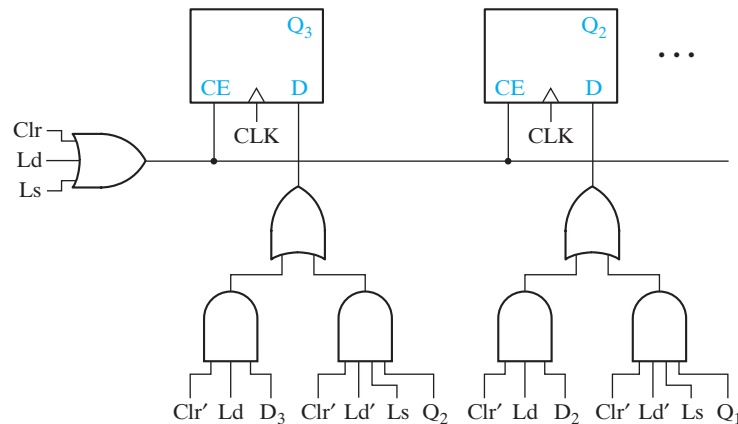 Q₃ Q₂
CE D CE D
Clr CLK CLK
Ld
Ls
Clr′ Ld D₃ Clr′ Ld′ Ls Q₂ Clr′ Ld D₂ Clr′ Ld′ Ls Q₁